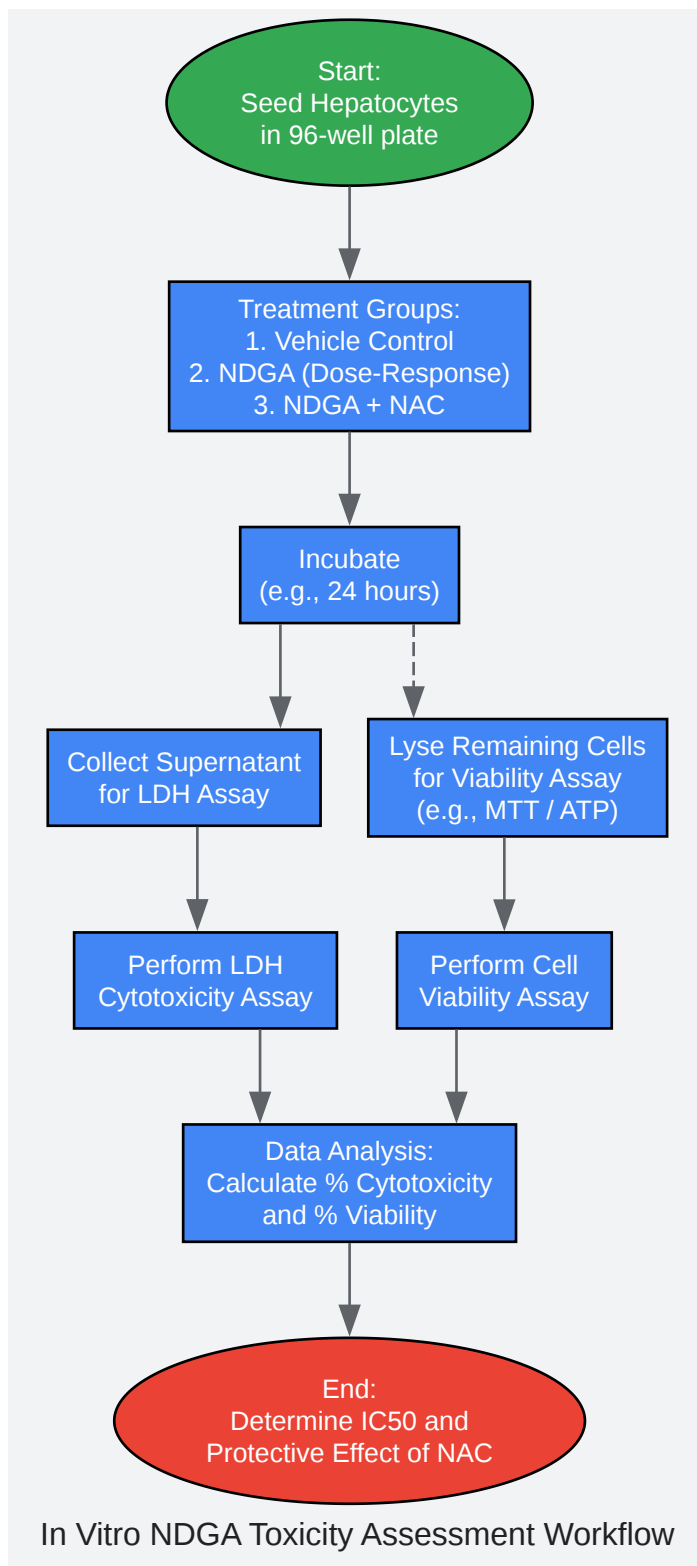 Start:
Seed Hepatocytes
in 96-well plate
Treatment Groups:
1. Vehicle Control
2. NDGA (Dose-Response)
3. NDGA + NAC
Incubate
(e.g., 24 hours)
Collect Supernatant
for LDH Assay
Lyse Remaining Cells
for Viability Assay
(e.g., MTT / ATP)
Perform LDH
Cytotoxicity Assay
Perform Cell
Viability Assay
Data Analysis:
Calculate % Cytotoxicity
and % Viability
End:
Determine IC50 and
Protective Effect of NAC
In Vitro NDGA Toxicity Assessment Workflow